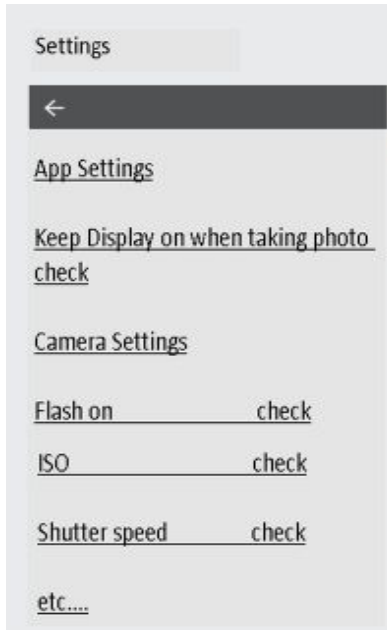 Settings
←
App Settings
Keep Display on when taking photo
check
Camera Settings
Flash on check
ISO check
Shutter speed check
etc....